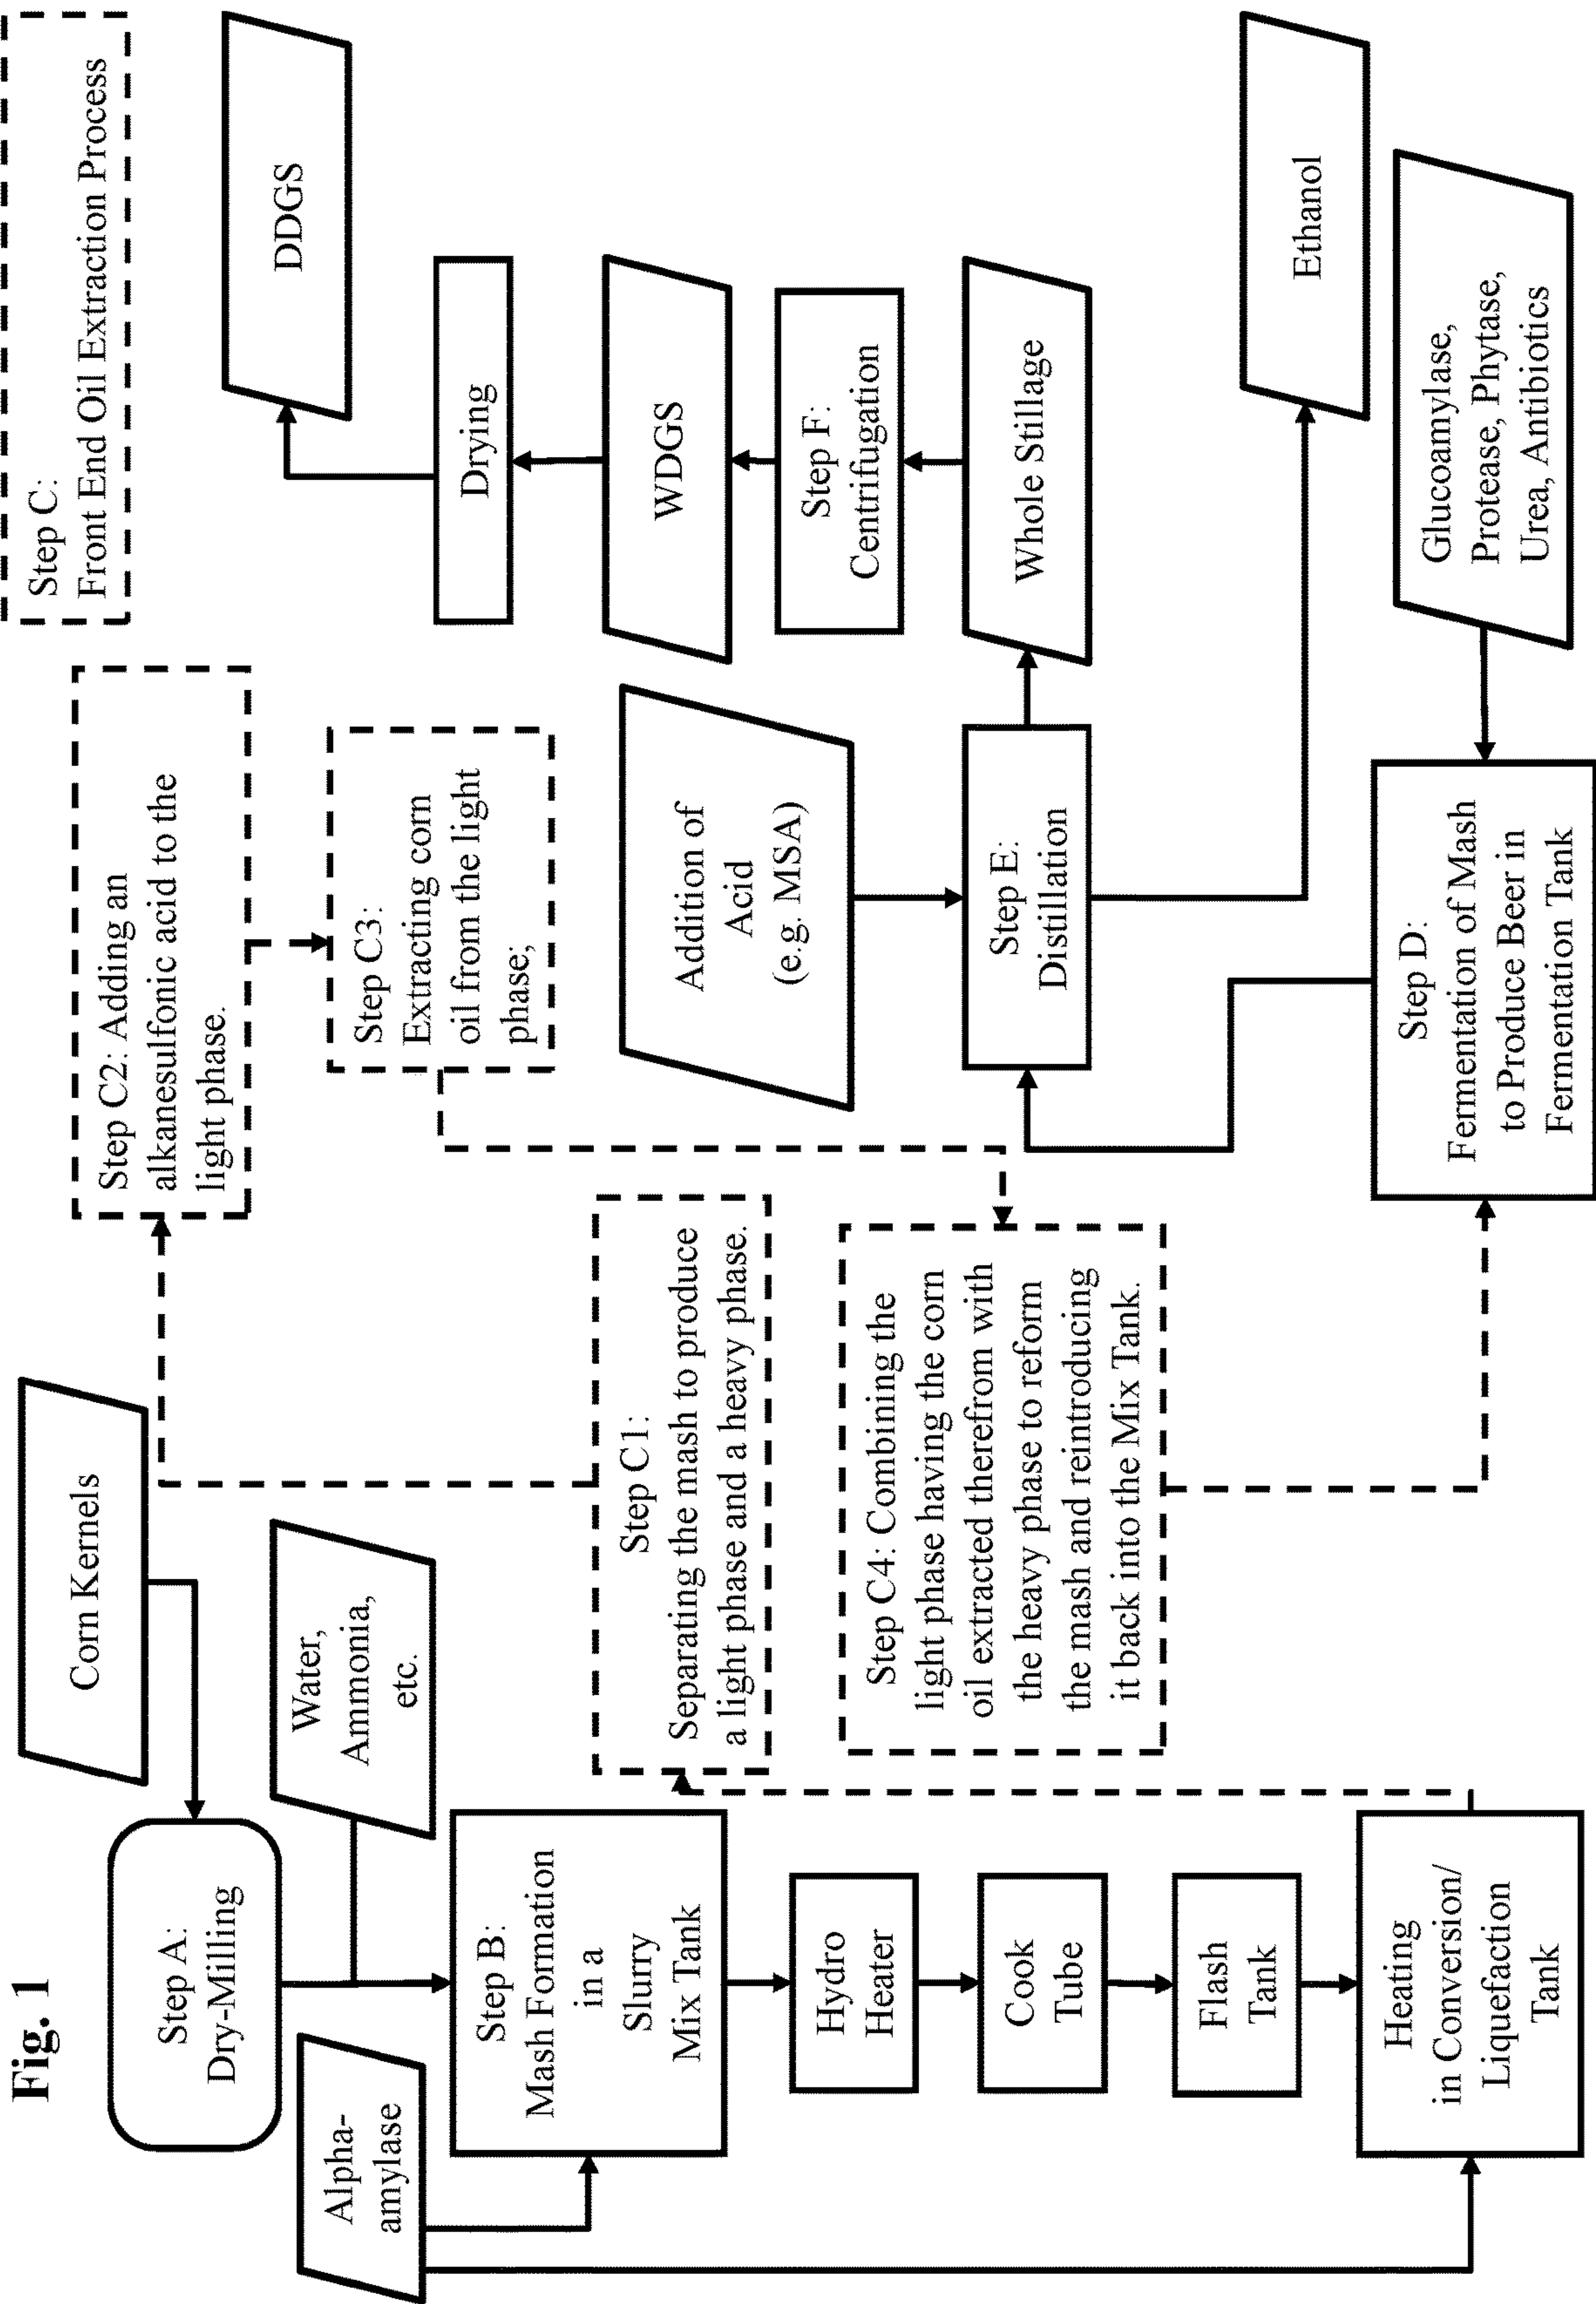 Fig. 1
Corn Kernels
Step A:
Dry-Milling
Water,
Ammonia,
etc.
Alpha-
amylase
Step B:
Mash Formation
in a
Slurry
Mix Tank
Hydro
Heater
Cook
Tube
Flash
Tank
Heating
in Conversion/
Liquefaction
Tank
Step C:
Front End Oil Extraction Process
Step C1:
Separating the mash to produce
a light phase and a heavy phase.
Step C2: Adding an
alkanesulfonic acid to the
light phase.
Step C3:
Extracting corn
oil from the light
phase;
Step C4: Combining the
light phase having the corn
oil extracted therefrom with
the heavy phase to reform
the mash and reintroducing
it back into the Mix Tank.
Step D:
Fermentation of Mash
to Produce Beer in
Fermentation Tank
Glucoamylase,
Protease, Phytase,
Urea, Antibiotics
Addition of
Acid
(e.g. MSA)
Step E:
Distillation
Ethanol
Whole Stillage
Step F:
Centrifugation
WDGS
Drying
DDGS